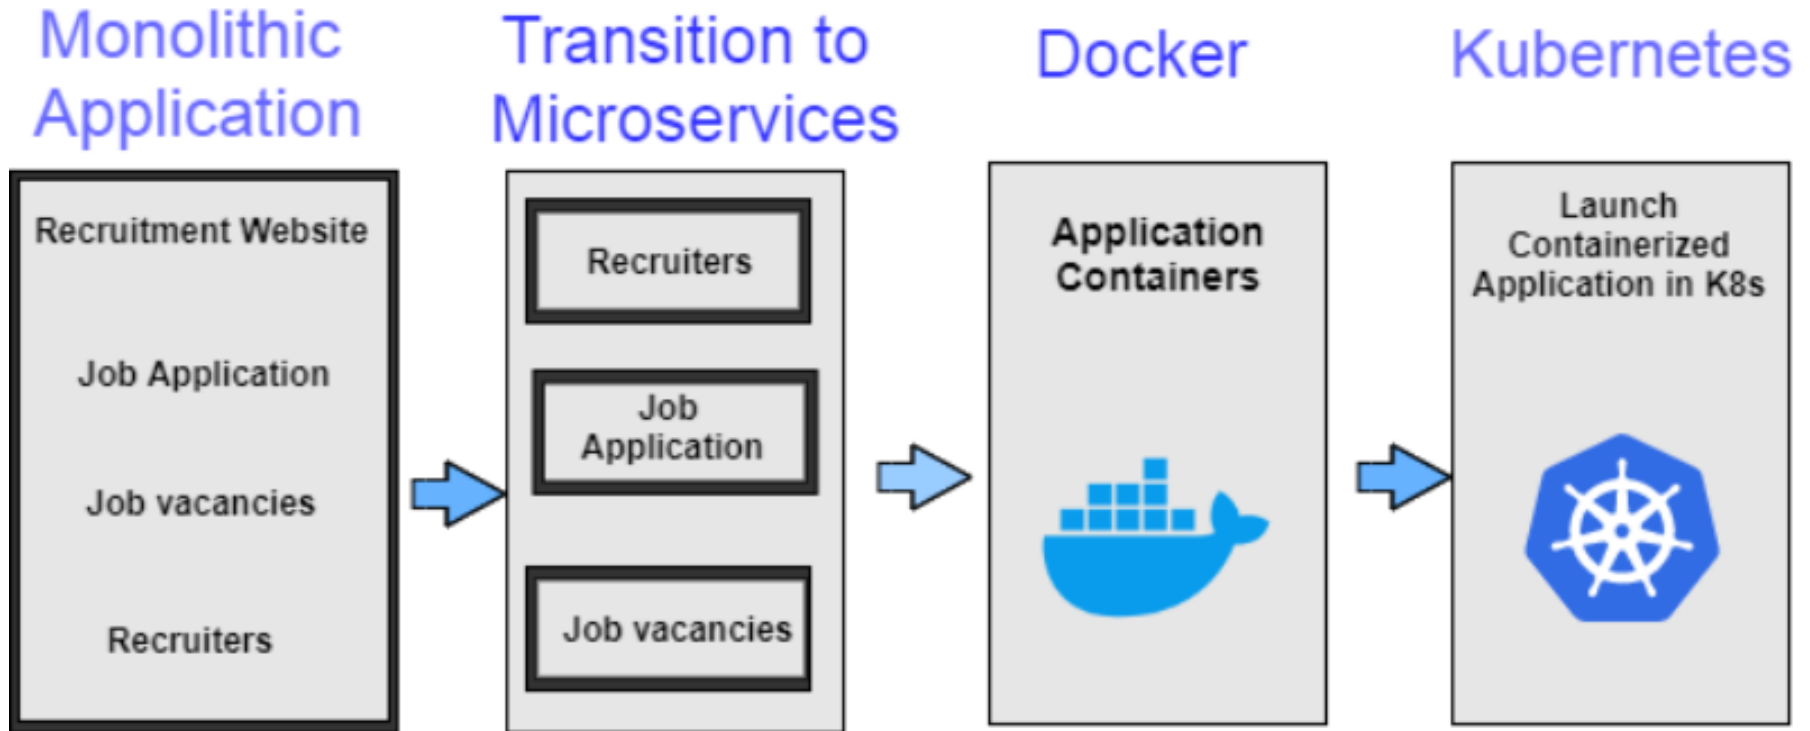 Monolithic
Application
Transition to
Microservices
Docker
Kubernetes
Recruitment Website
Job Application
Job vacancies
Recruiters
Recruiters
Job
Application
Job vacancies
Application
Containers
Launch
Containerized
Application in K8s